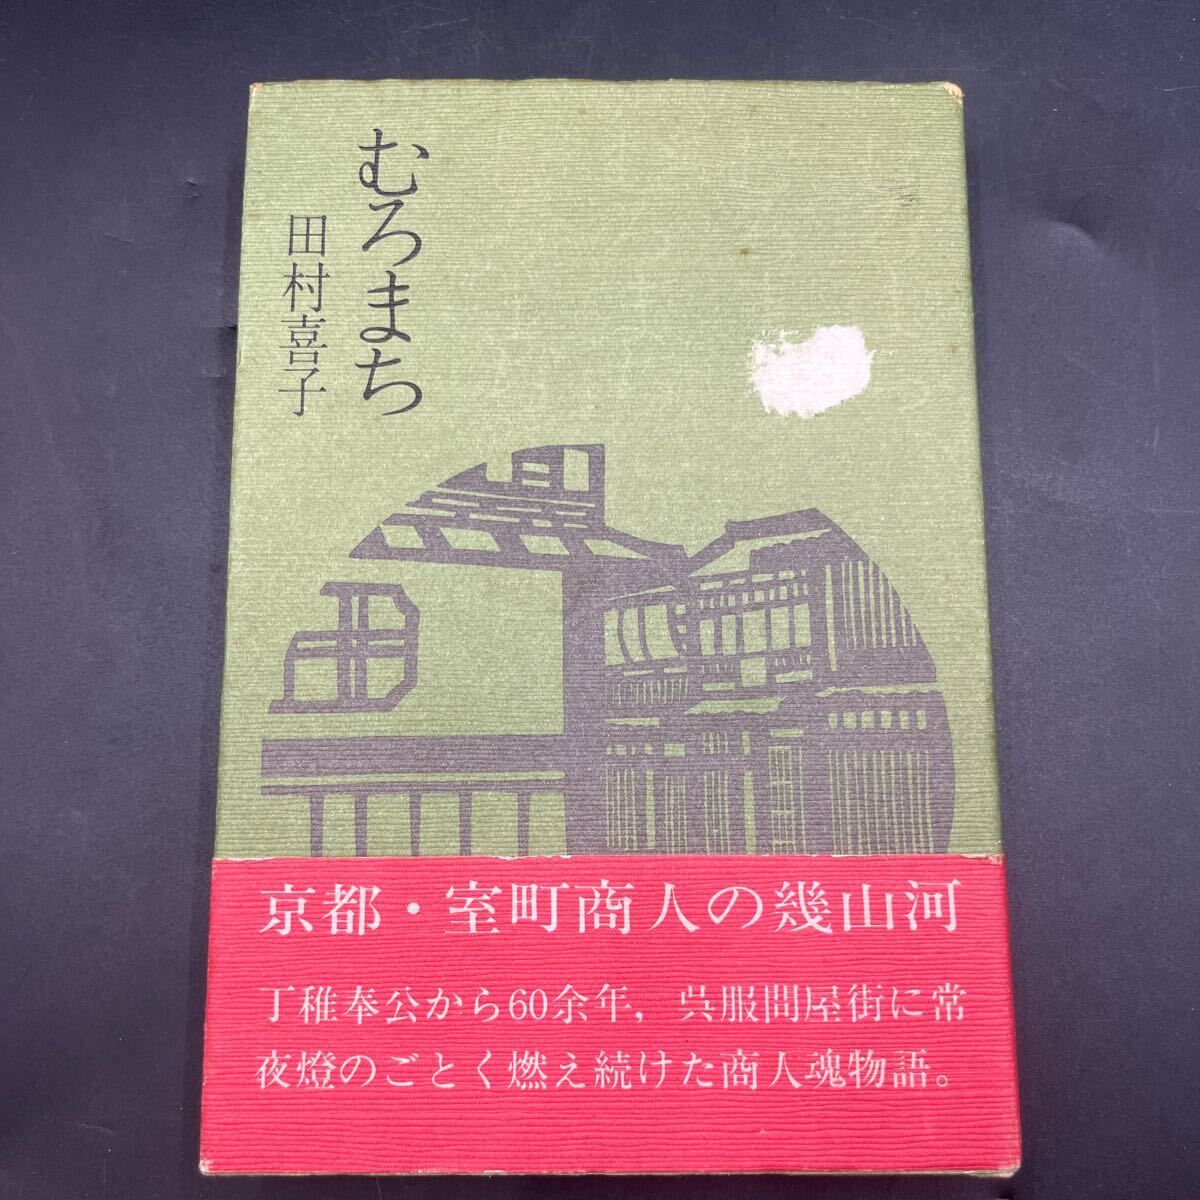 むろまち
田村喜子
京都・室町商人の幾山河
丁稚奉公から60余年，呉服問屋街に常
夜燈のごとく燃え続けた商人魂物語。